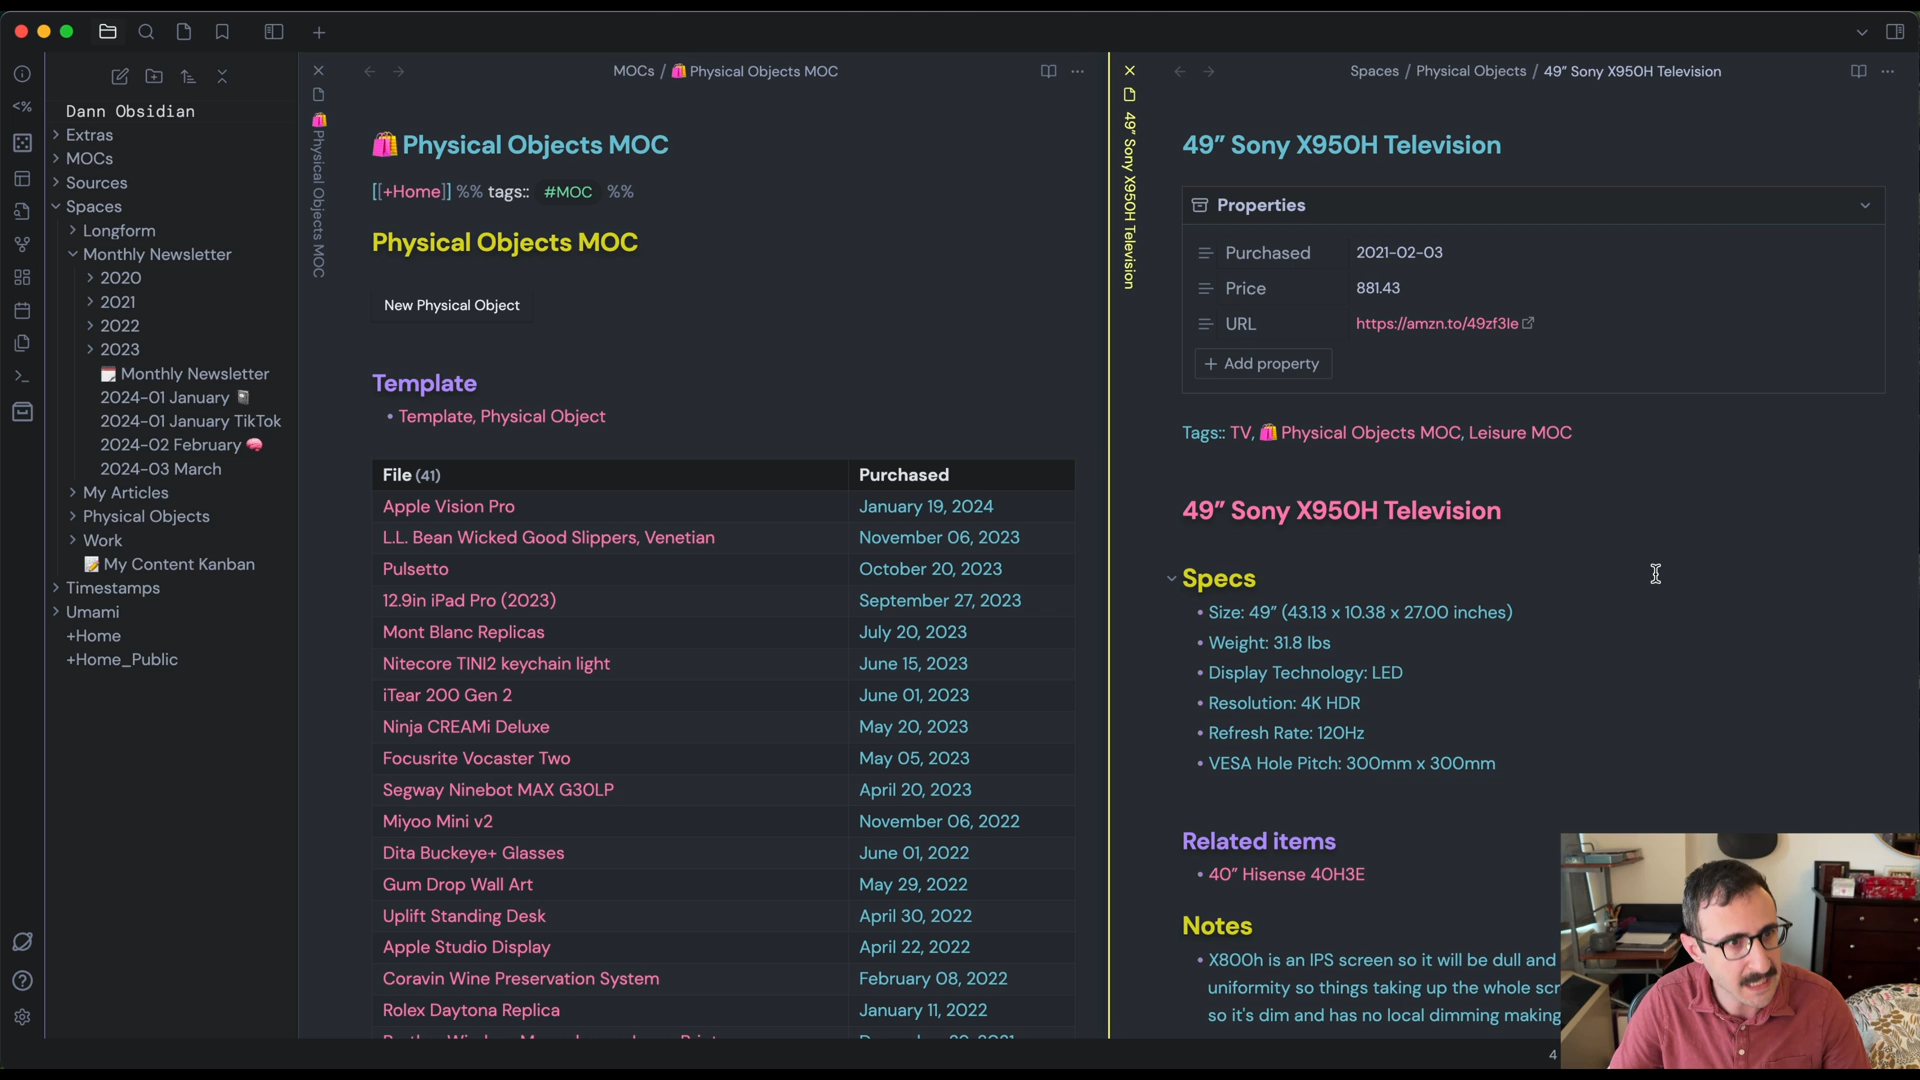 Dann Obsidian
Extras
MOCs
Sources
Spaces
Longform
Monthly Newsletter
2020
2021
2022
2023
Monthly Newsletter
2024-01 January
2024-01 January TikTok
2024-02 February
2024-03 March
My Articles
Physical Objects
Work
My Content Kanban
Timestamps
Umami
+Home
+Home_Public
Physical Objects MOC
MOCs / Physical Objects MOC
Physical Objects MOC
[[+Home]] %% tags:: #MOC %%
Physical Objects MOC
New Physical Object
Template
• Template, Physical Object
File (41) Purchased
Apple Vision Pro January 19, 2024
L.L. Bean Wicked Good Slippers, Venetian November 06, 2023
Pulsetto October 20, 2023
12.9in iPad Pro (2023) September 27, 2023
Mont Blanc Replicas July 20, 2023
Nitecore TINI2 keychain light June 15, 2023
iTear 200 Gen 2 June 01, 2023
Ninja CREAMi Deluxe May 20, 2023
Focusrite Vocaster Two May 05, 2023
Segway Ninebot MAX G30LP April 20, 2023
Miyoo Mini v2 November 06, 2022
Dita Buckeye+ Glasses June 01, 2022
Gum Drop Wall Art May 29, 2022
Uplift Standing Desk April 30, 2022
Apple Studio Display April 22, 2022
Coravin Wine Preservation System February 08, 2022
Rolex Daytona Replica January 11, 2022
49” Sony X950H Television
Spaces / Physical Objects / 49” Sony X950H Television
49” Sony X950H Television
Properties
Purchased 2021-02-03
Price 881.43
URL https://amzn.to/49zf3le
+ Add property
Tags:: TV, Physical Objects MOC, Leisure MOC
49” Sony X950H Television
Specs
• Size: 49” (43.13 x 10.38 x 27.00 inches)
• Weight: 31.8 lbs
• Display Technology: LED
• Resolution: 4K HDR
• Refresh Rate: 120Hz
• VESA Hole Pitch: 300mm x 300mm
Related items
• 40” Hisense 40H3E
Notes
• X800h is an IPS screen so it will be dull and
uniformity so things taking up the whole scr
so it's dim and has no local dimming making
4